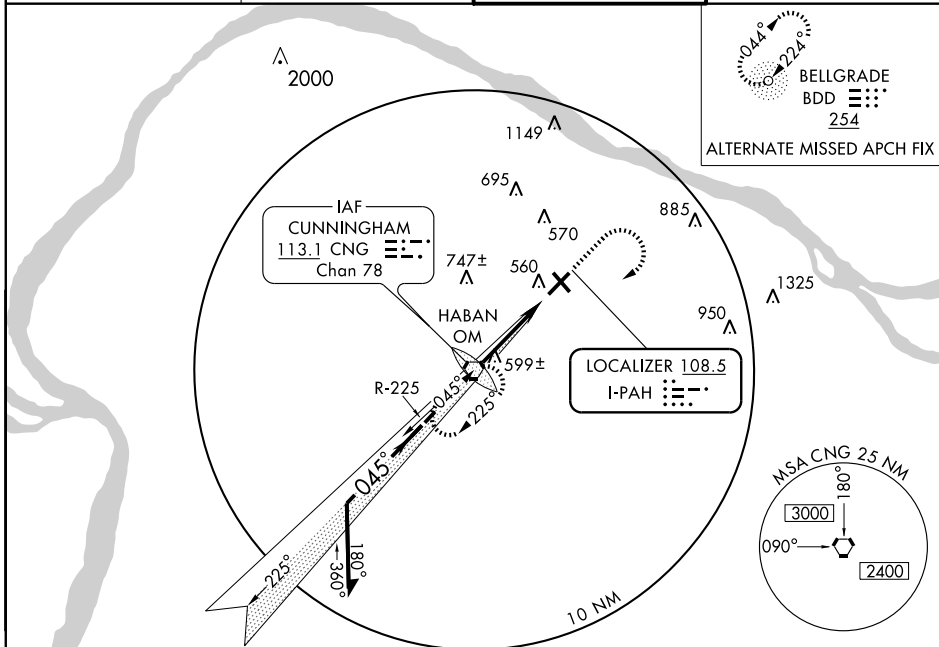 2000
044°
224°
BELLGRADE
BDD
254
ALTERNATE MISSED APCH FIX
1149
695
570
885
IAF
CUNNINGHAM
113.1 CNG
Chan 78
747±
560
1325
950
HABAN
OM
599±
LOCALIZER 108.5
I-PAH
R-225
045°
225°
045°
225°
180°
360°
10 NM
MSA CNG 25 NM
180°
3000
090°
2400